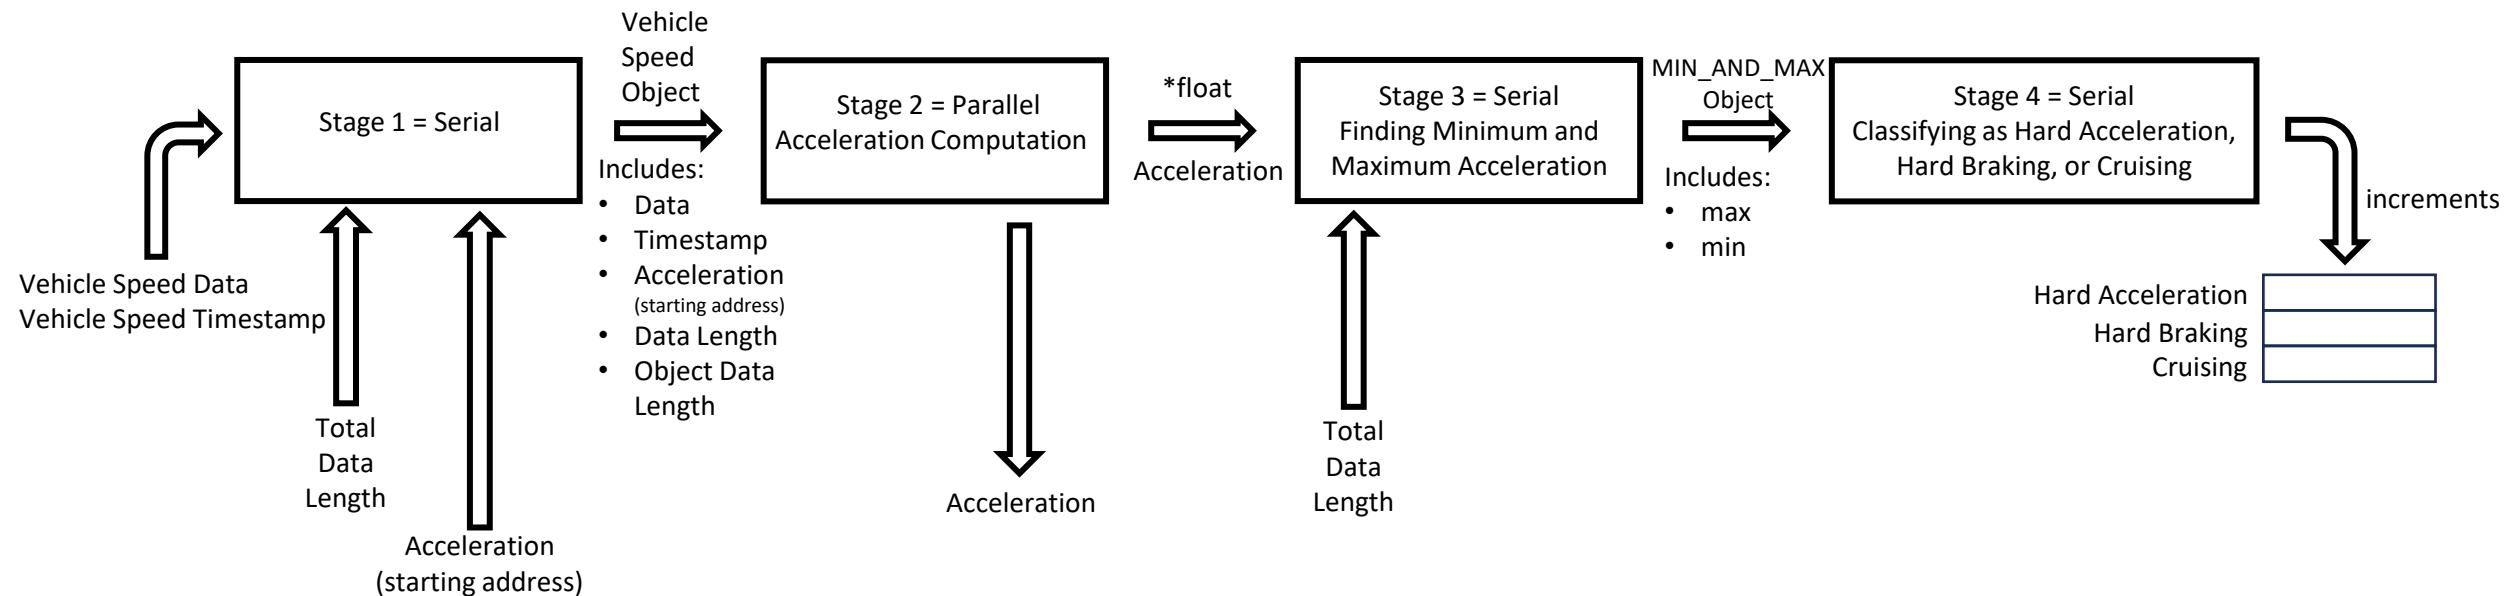 Vehicle Speed Data
Vehicle Speed Timestamp
Stage 1 = Serial
Total
Data
Length
Acceleration
(starting address)
Vehicle
Speed
Object
Includes:
• Data
• Timestamp
• Acceleration
(starting address)
• Data Length
• Object Data
Length
Stage 2 = Parallel
Acceleration Computation
Acceleration
*float
Acceleration
Stage 3 = Serial
Finding Minimum and
Maximum Acceleration
Total
Data
Length
MIN_AND_MAX
Object
Includes:
• max
• min
Stage 4 = Serial
Classifying as Hard Acceleration,
Hard Braking, or Cruising
increments
Hard Acceleration
Hard Braking
Cruising